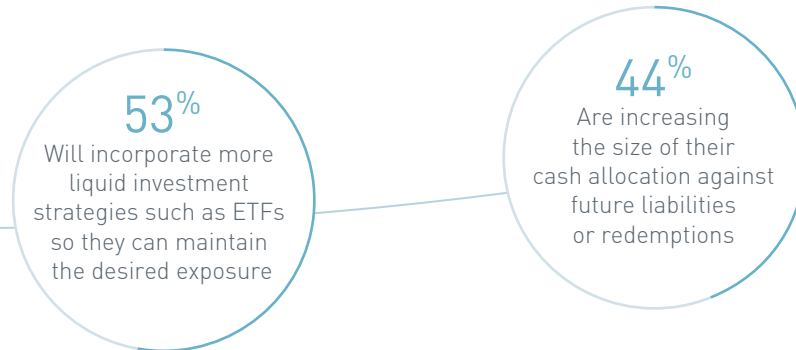 53%
Will incorporate more
liquid investment
strategies such as ETFs
so they can maintain
the desired exposure
44%
Are increasing
the size of their
cash allocation against
future liabilities
or redemptions